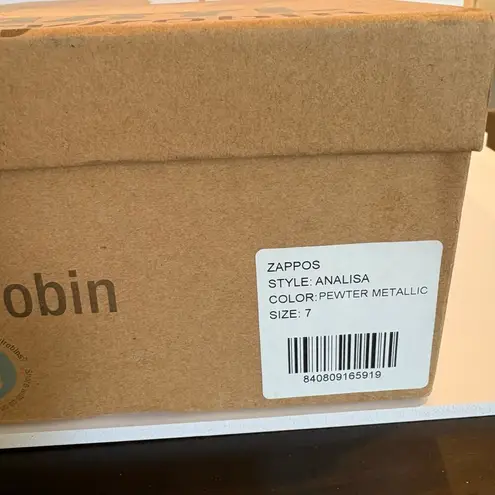 obin
ZAPPOS
STYLE: ANALISA
COLOR: PEWTER METALLIC
SIZE: 7
840809165919